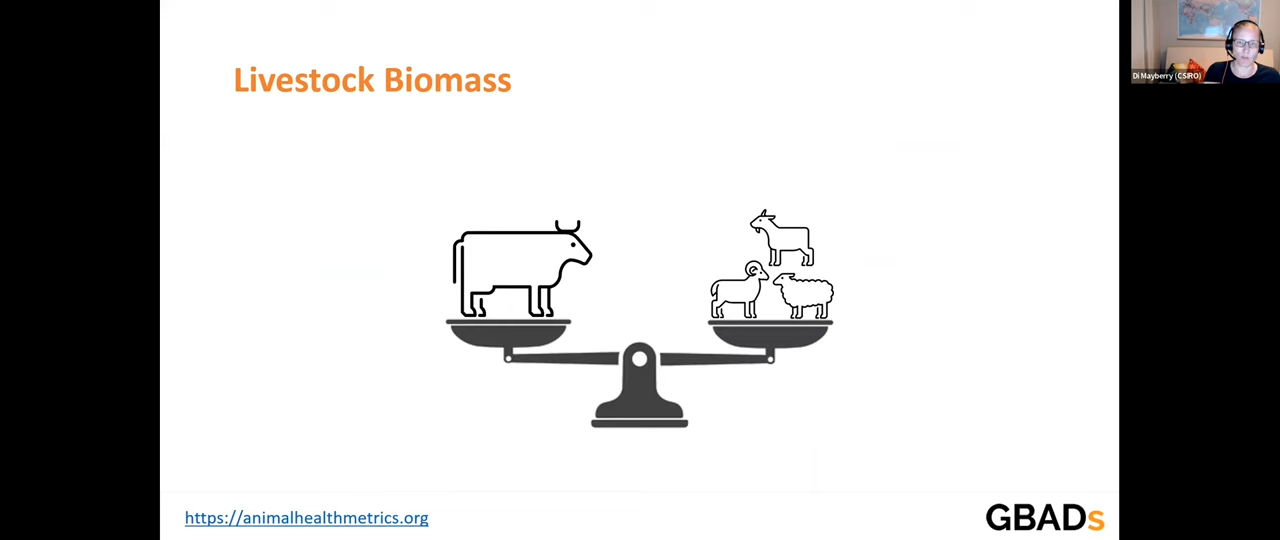 Livestock Biomass
Di Mayberry (CSIRO)
https://animalhealthmetrics.org
GBADs